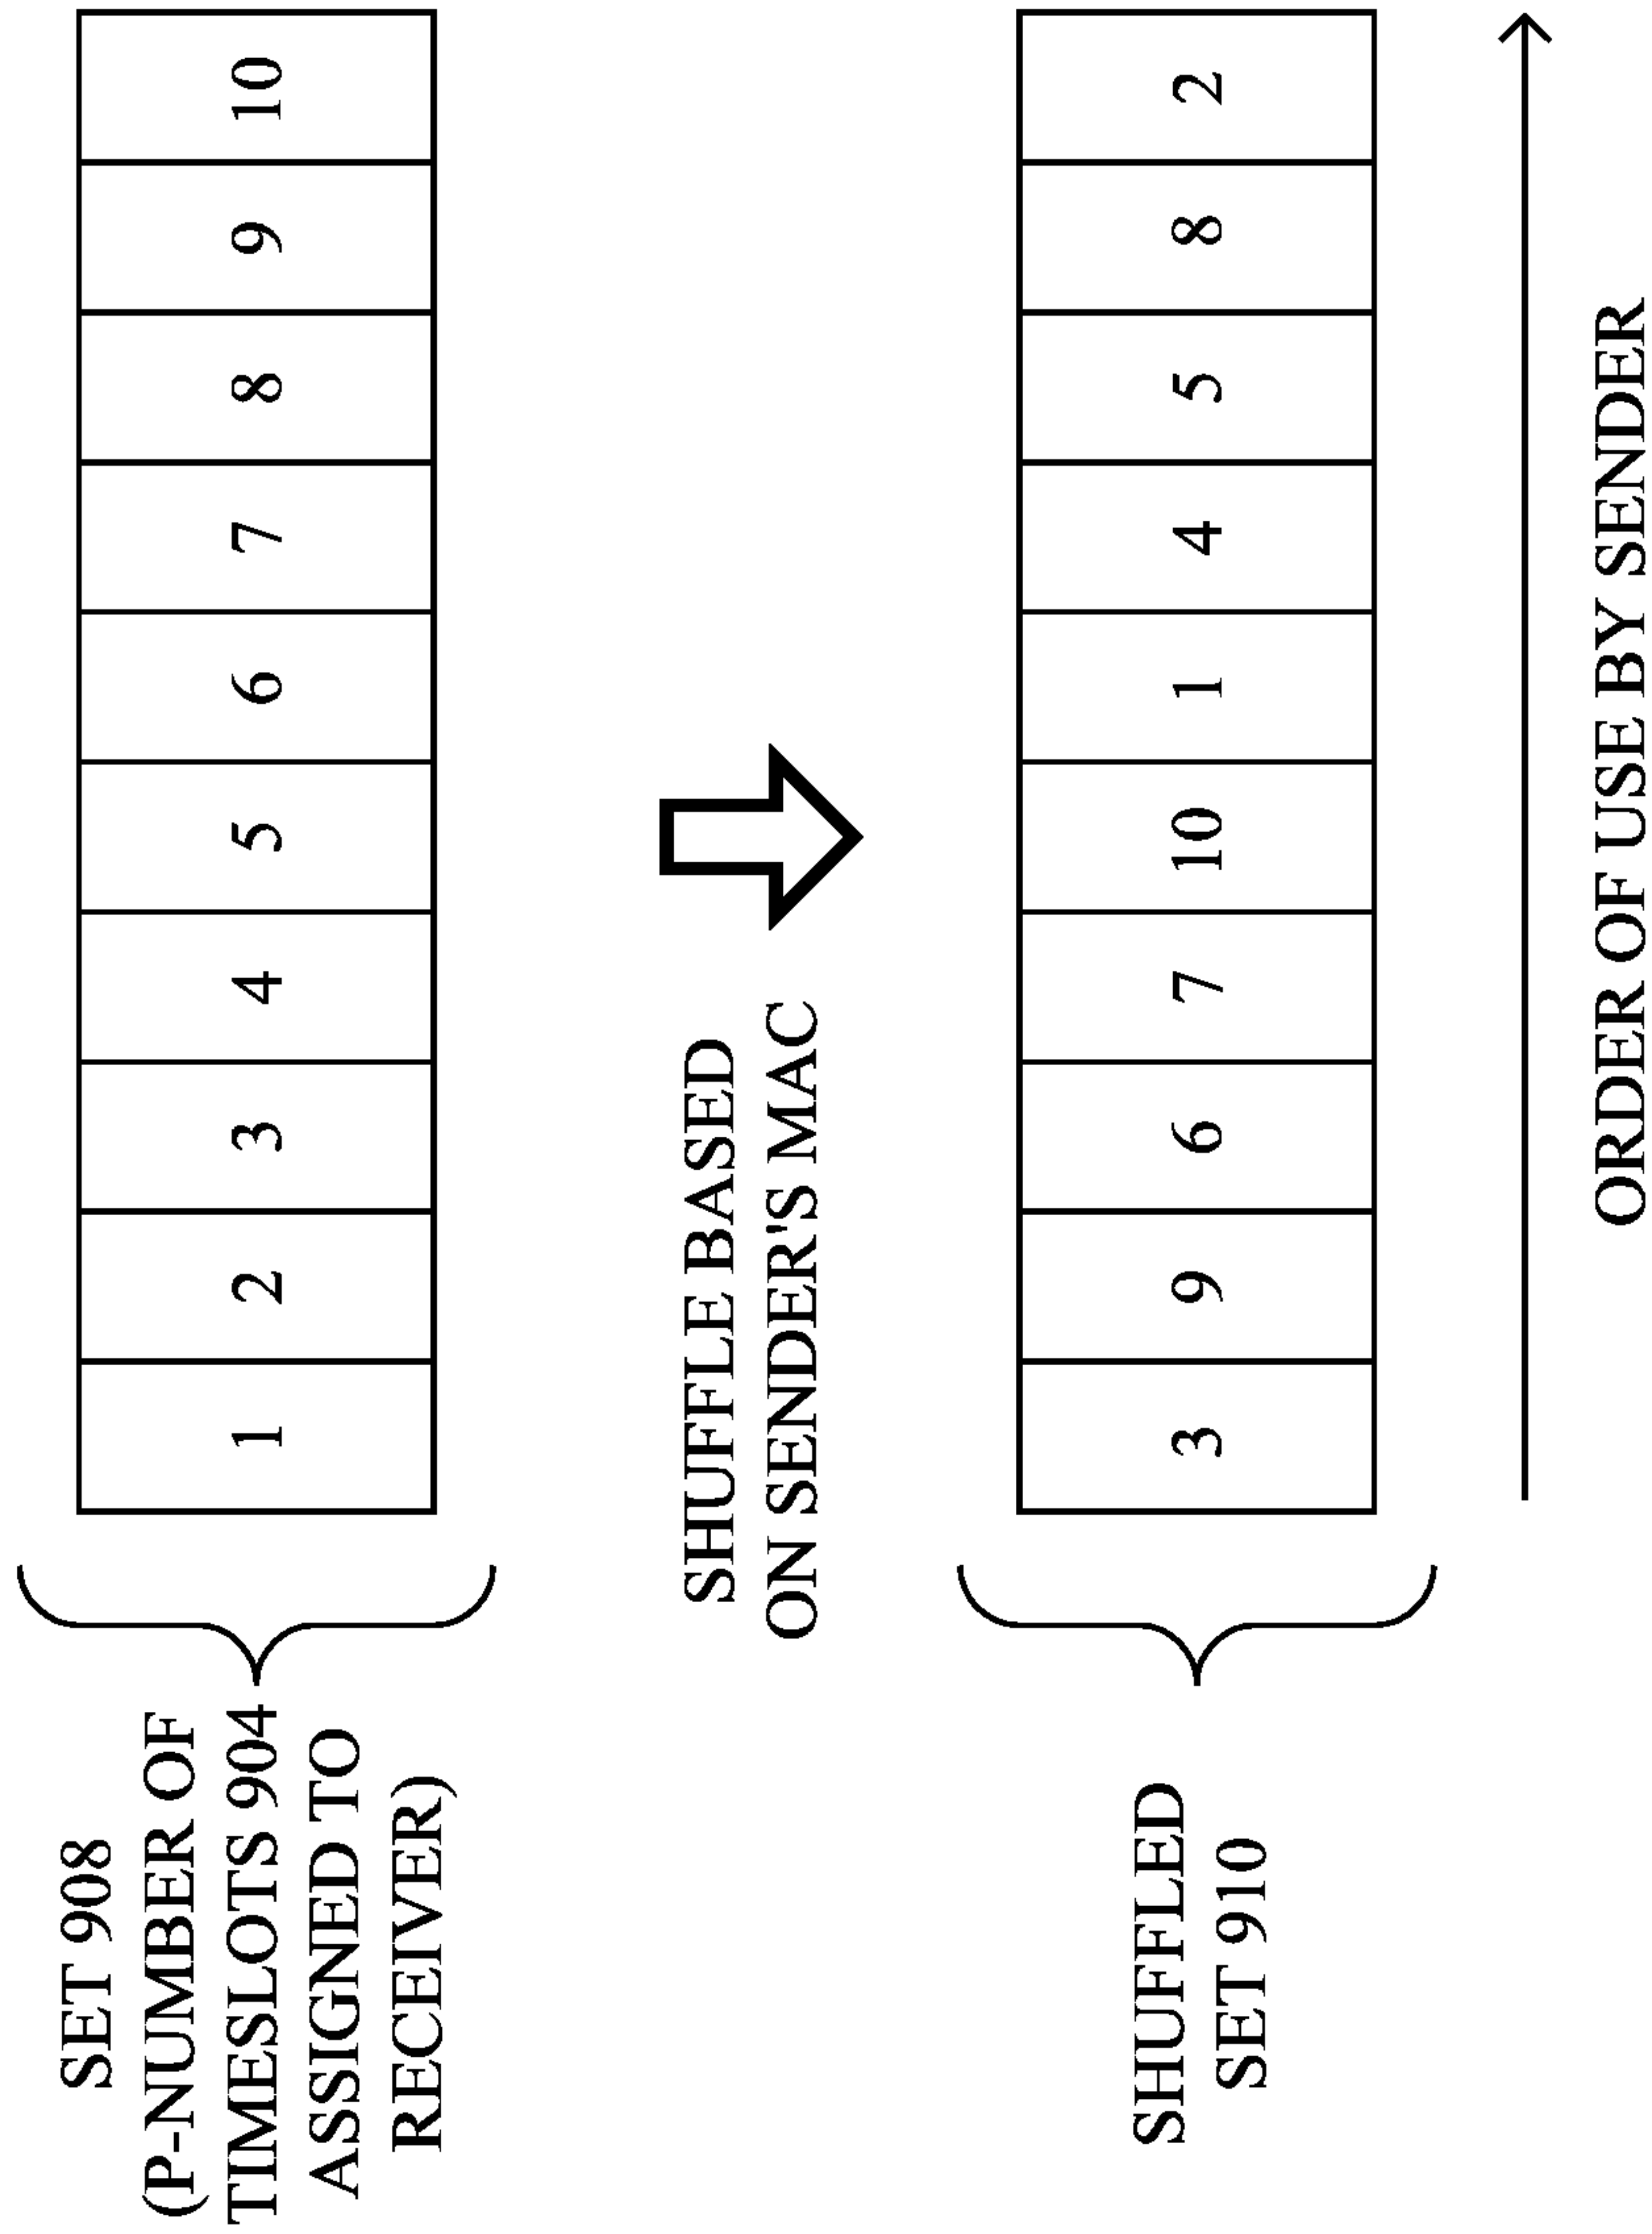 SET 908
(P-NUMBER OF
TIMESLOTS 904
ASSIGNED TO
RECEIVER)
1 2 3 4 5 6 7 8 9 10
SHUFFLE BASED
ON SENDER'S MAC
SHUFFLED
SET 910
3 9 6 7 10 1 4 5 8 2
ORDER OF USE BY SENDER